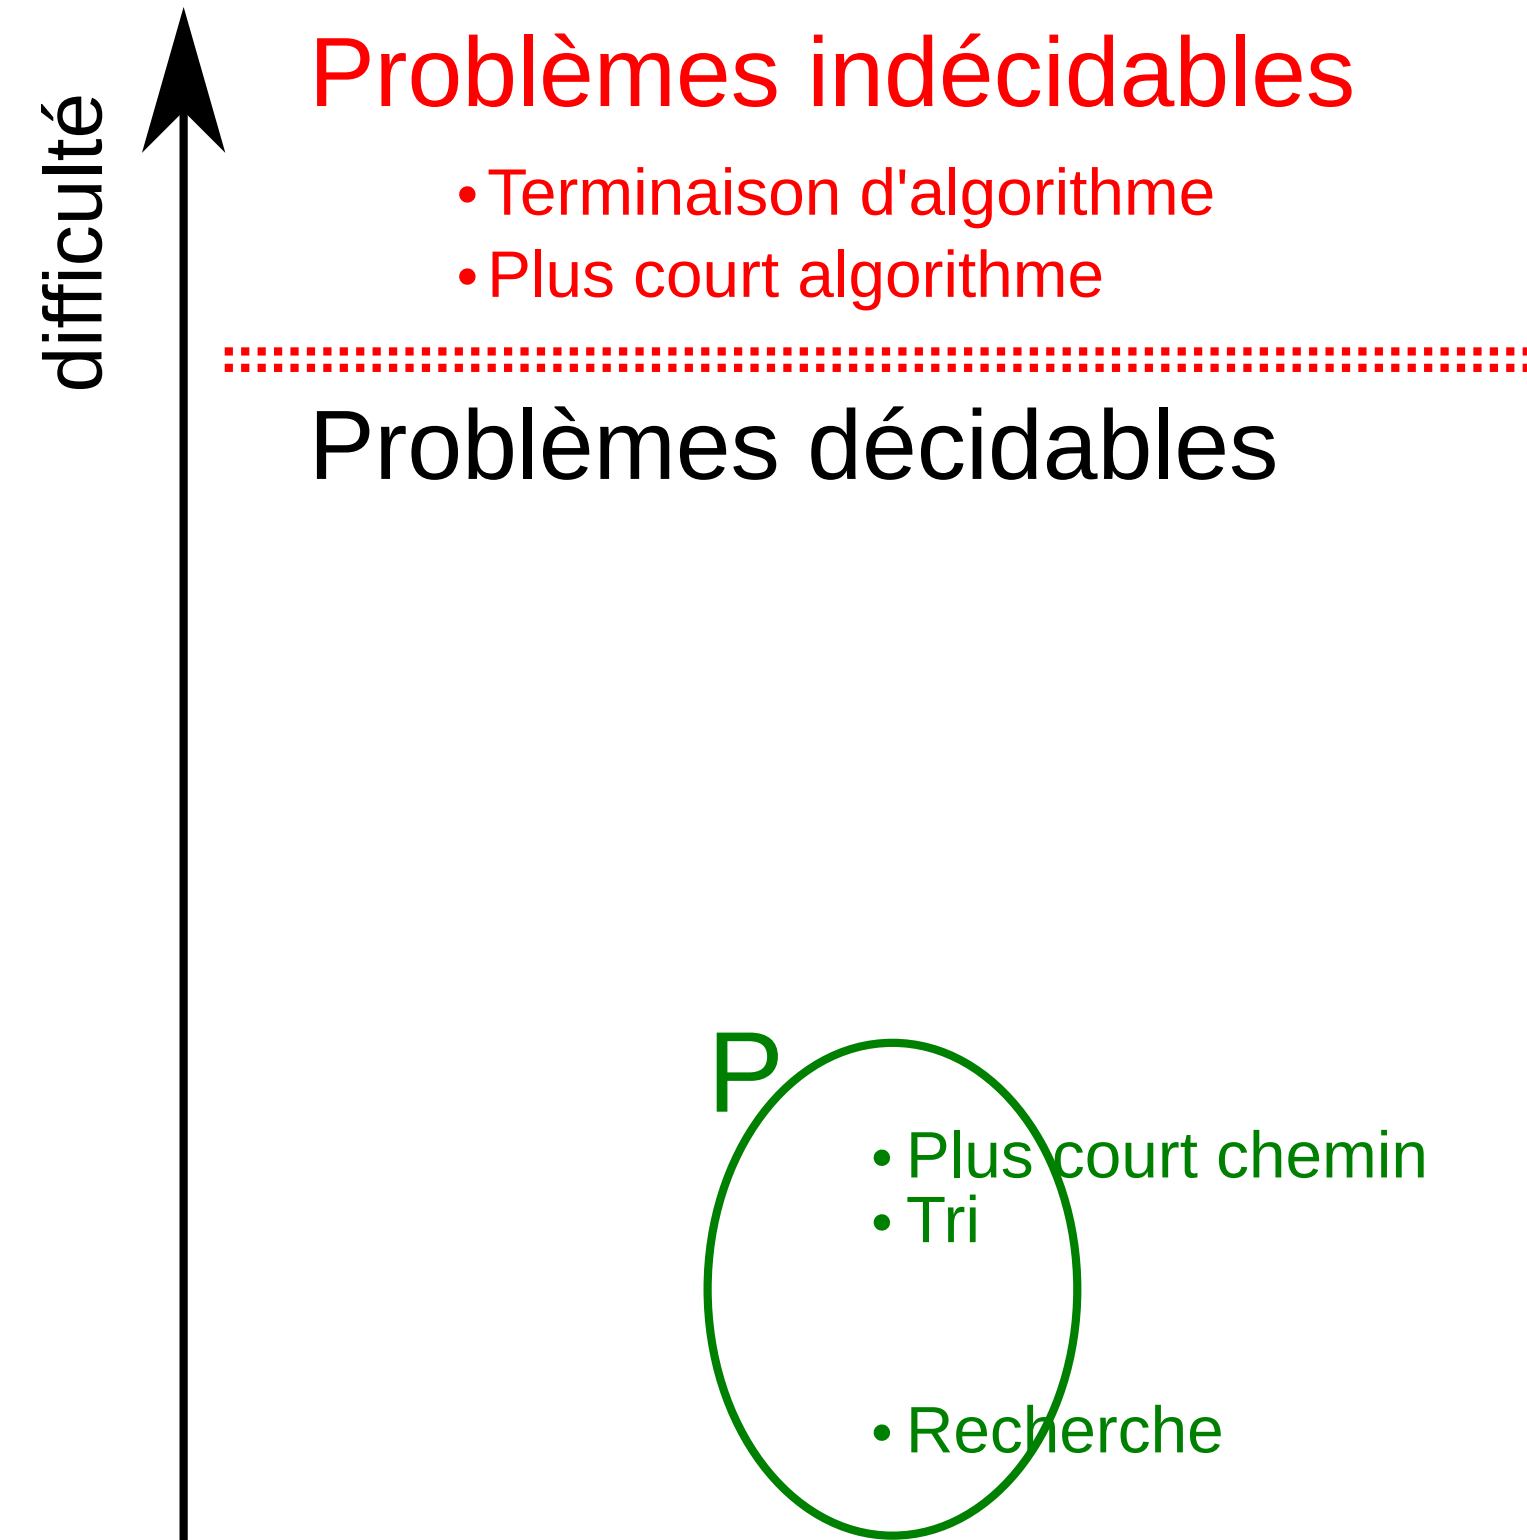 difficulté
Problèmes indécidables
• Terminaison d'algorithme
• Plus court algorithme
Problèmes décidables
P
• Plus court chemin
• Tri
• Recherche